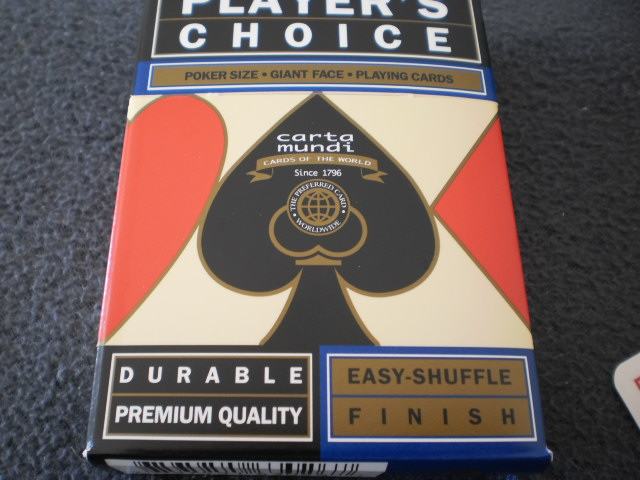 PLAYER'S
CHOICE
POKER SIZE • GIANT FACE • PLAYING CARDS
carta
mundi
CARDS OF THE WORLD
Since 1796
THE PREFERRED CARD
• WORLDWIDE •
DURABLE
PREMIUM QUALITY
EASY-SHUFFLE
FINISH